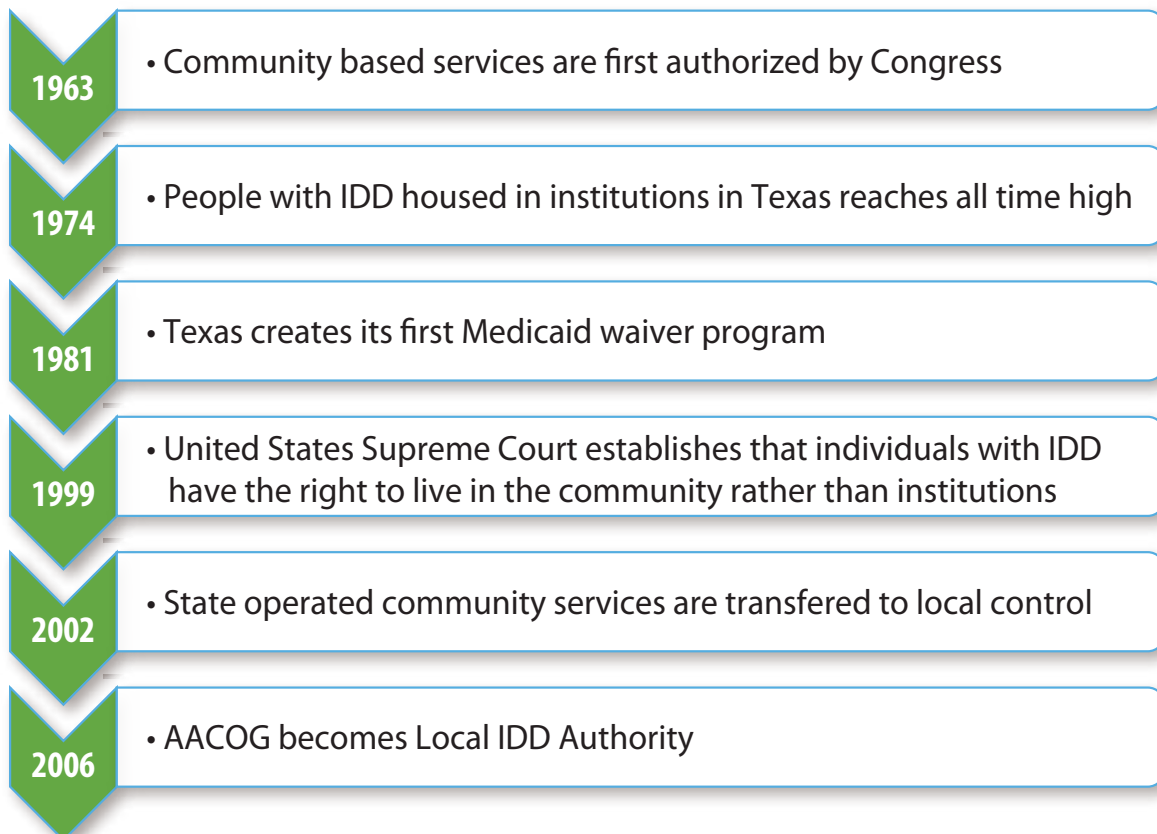 1963
• Community based services are first authorized by Congress
1974
• People with IDD housed in institutions in Texas reaches all time high
1981
• Texas creates its first Medicaid waiver program
1999
• United States Supreme Court establishes that individuals with IDD
have the right to live in the community rather than institutions
2002
• State operated community services are transfered to local control
2006
• AACOG becomes Local IDD Authority